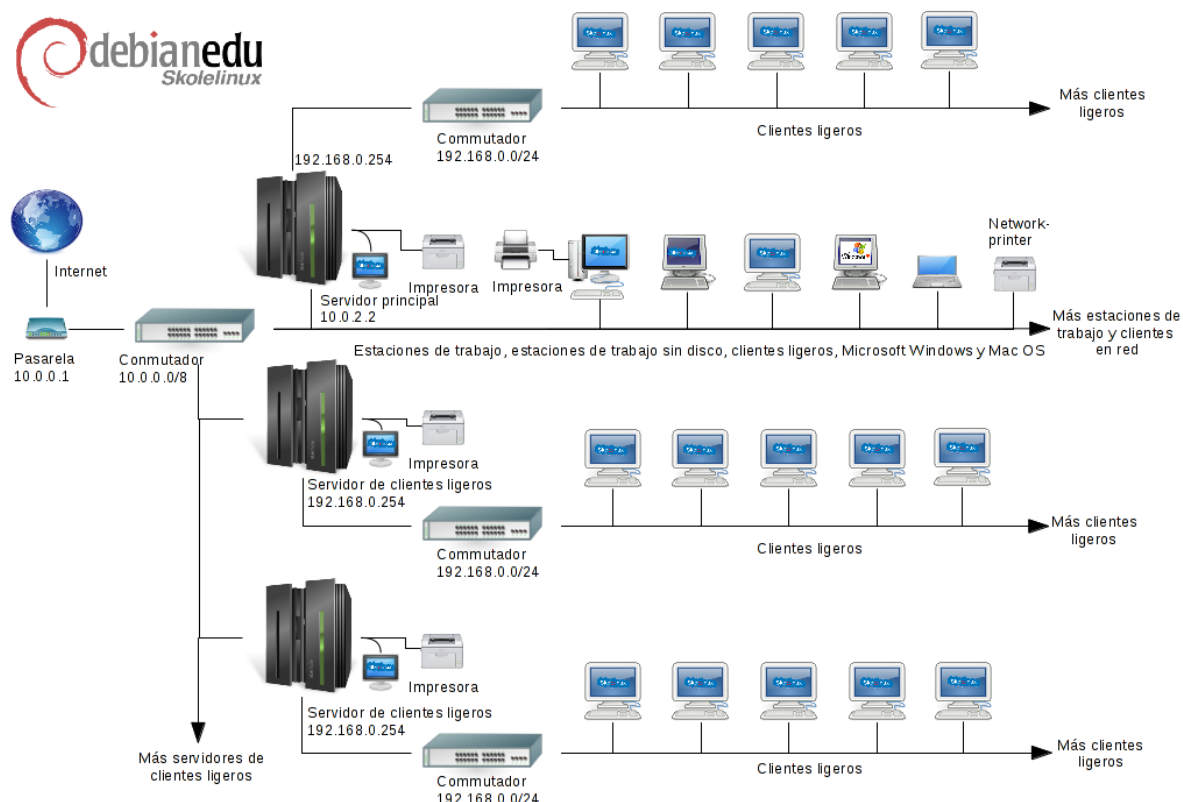 debianedu
Skolelinux
Más clientes
ligeros
Clientes ligeros
Commutador
192.168.0.0/24
192.168.0.254
Internet
Servidor principal
10.0.2.2
Impresora
Impresora
Network-
printer
Pasarela
10.0.0.1
Conmutador
10.0.0.0/8
Estaciones de trabajo, estaciones de trabajo sin disco, clientes ligeros, Microsoft Windows y Mac OS
Más estaciones de
trabajo y clientes
en red
Impresora
Servidor de clientes ligeros
192.168.0.254
Commutador
192.168.0.0/24
Clientes ligeros
Más clientes
ligeros
Impresora
Servidor de clientes ligeros
192.168.0.254
Más servidores de
clientes ligeros
Commutador
192.168.0.0/24
Clientes ligeros
Más clientes
ligeros